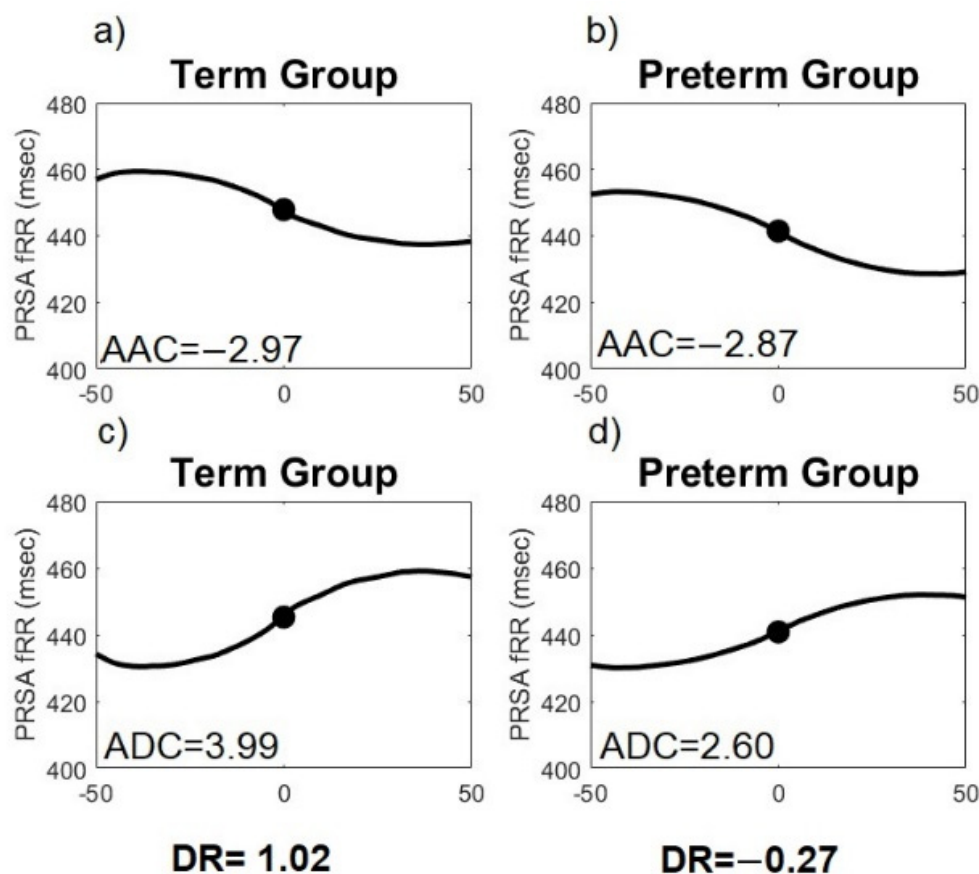 a)
Term Group
PRSA fRR (msec)
480
460
440
420
400
-50
0
50
AAC=−2.97
b)
Preterm Group
PRSA fRR (msec)
480
460
440
420
400
-50
0
50
AAC=−2.87
c)
Term Group
PRSA fRR (msec)
480
460
440
420
400
-50
0
50
ADC=3.99
d)
Preterm Group
PRSA fRR (msec)
480
460
440
420
400
-50
0
50
ADC=2.60
DR= 1.02
DR=−0.27